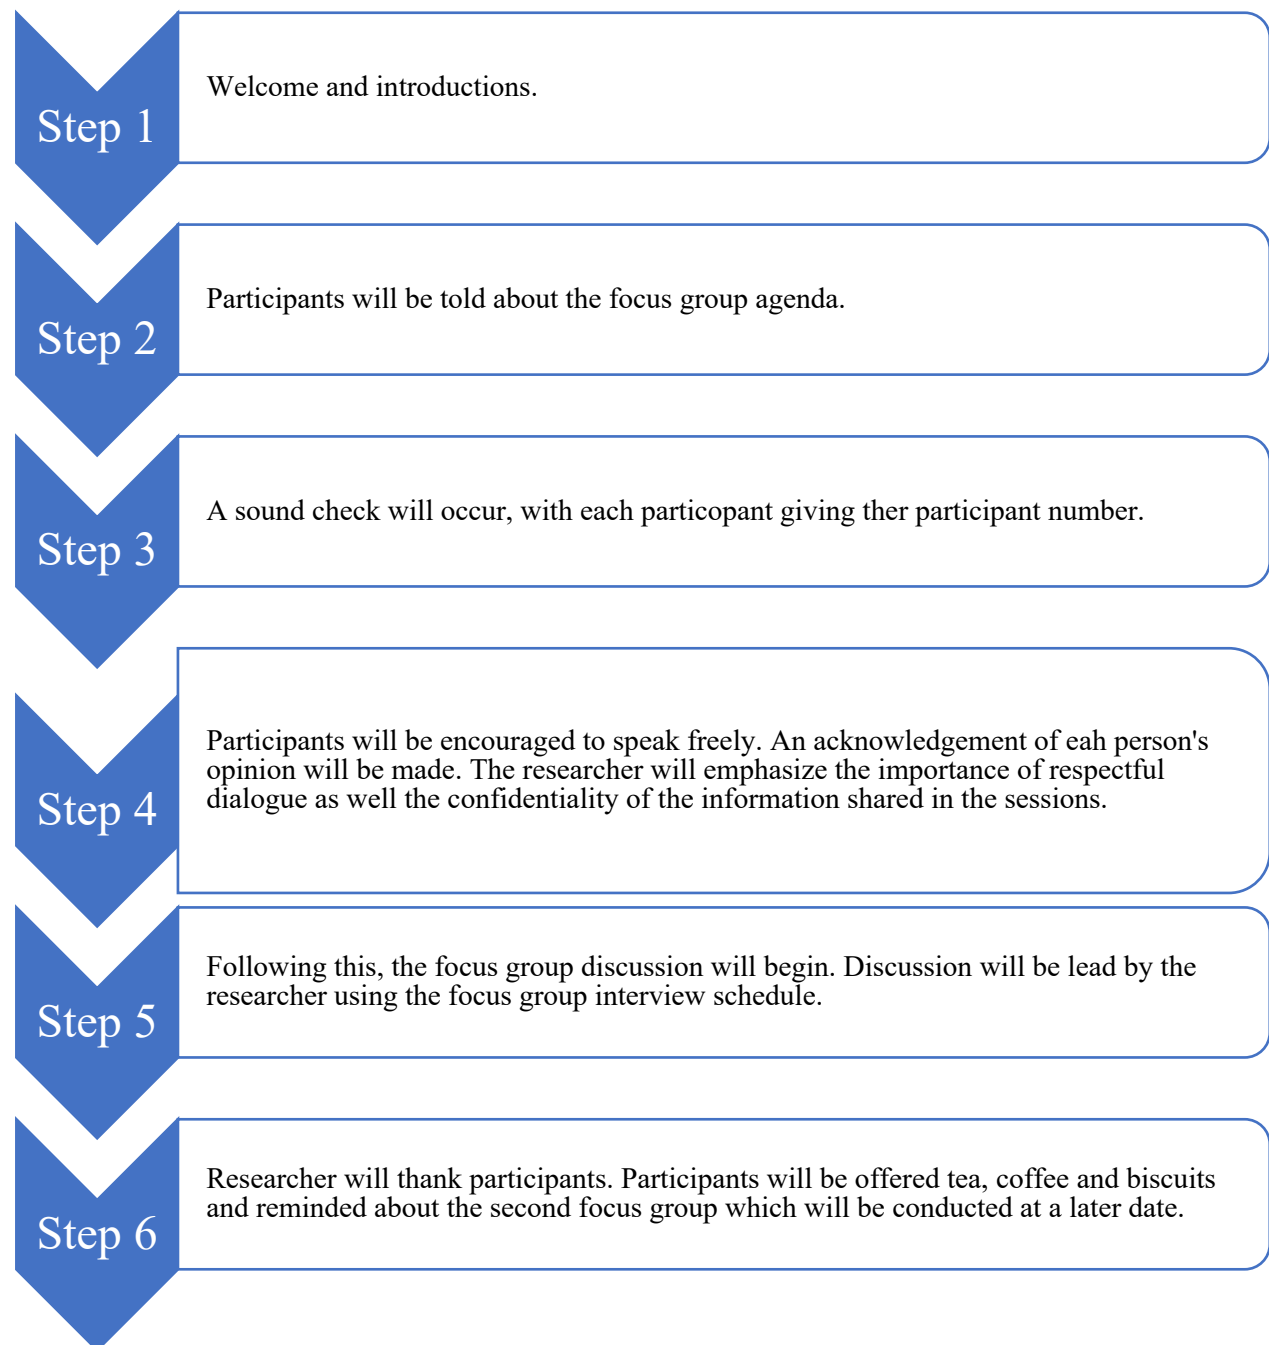 Step 1
Welcome and introductions.
Step 2
Participants will be told about the focus group agenda.
Step 3
A sound check will occur, with each particopant giving ther participant number.
Step 4
Participants will be encouraged to speak freely. An acknowledgement of eah person's
opinion will be made. The researcher will emphasize the importance of respectful
dialogue as well the confidentiality of the information shared in the sessions.
Step 5
Following this, the focus group discussion will begin. Discussion will be lead by the
researcher using the focus group interview schedule.
Step 6
Researcher will thank participants. Participants will be offered tea, coffee and biscuits
and reminded about the second focus group which will be conducted at a later date.